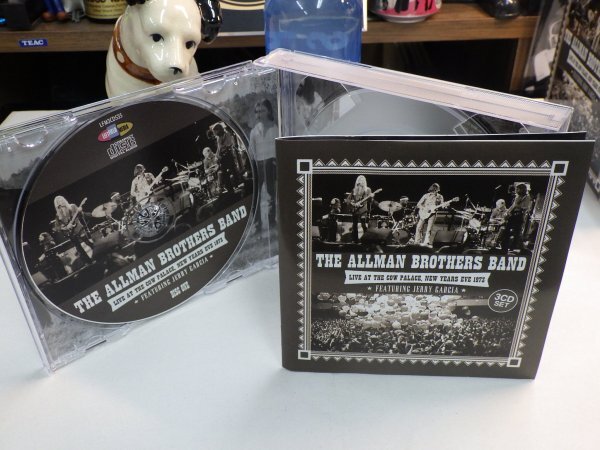 TEAC
LFM3CD535
THE ALLMAN BROTHERS BAND
LIVE AT THE COW PALACE, NEW YEARS EVE 1973
FEATURING JERRY GARCIA
DISC ONE
THE ALLMAN BROTHERS BAND
LIVE AT THE COW PALACE, NEW YEARS EVE 1973
★ FEATURING JERRY GARCIA ★
3CD
SET